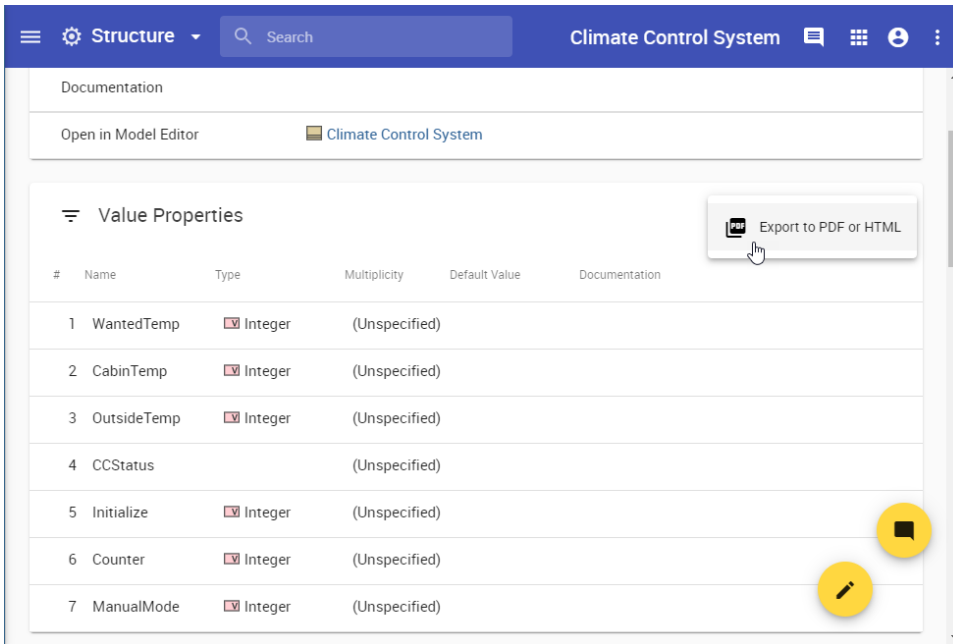 Structure Search Climate Control System
Documentation
Open in Model Editor Climate Control System
Value Properties
PDF Export to PDF or HTML
# Name Type Multiplicity Default Value Documentation
1 WantedTemp V Integer (Unspecified)
2 CabinTemp V Integer (Unspecified)
3 OutsideTemp V Integer (Unspecified)
4 CCStatus (Unspecified)
5 Initialize V Integer (Unspecified)
6 Counter V Integer (Unspecified)
7 ManualMode V Integer (Unspecified)